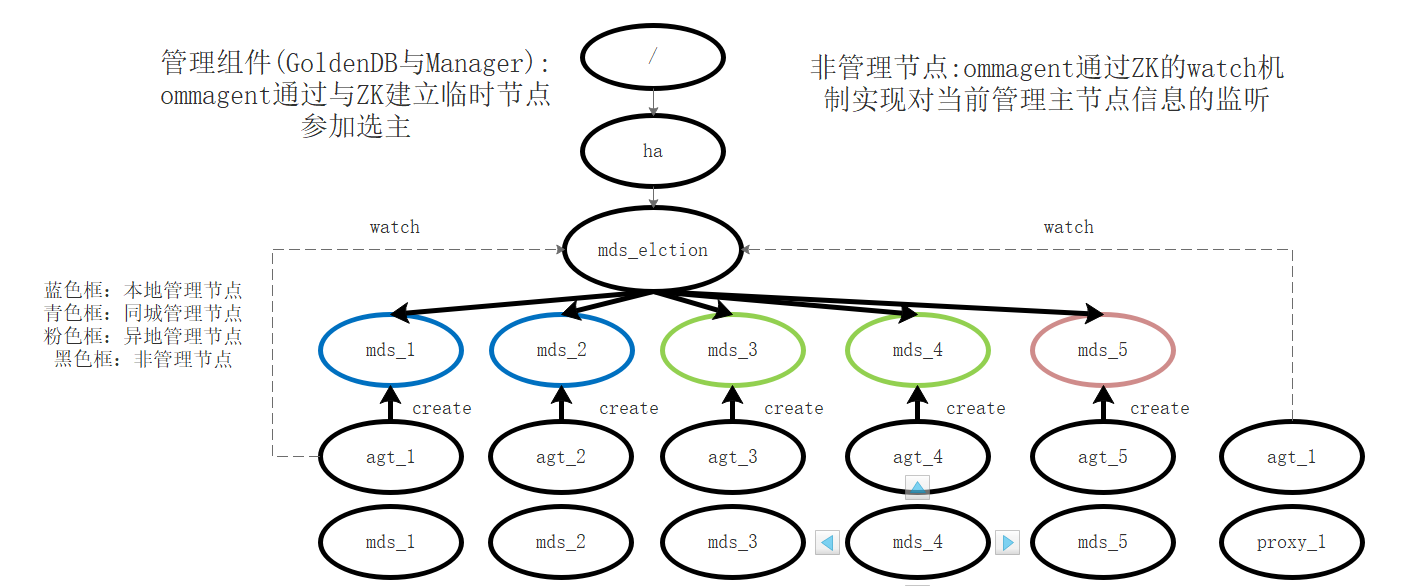 管理组件(GoldenDB与Manager):
ommagent通过与ZK建立临时节点
参加选主
/
非管理节点:ommagent通过ZK的watch机
制实现对当前管理主节点信息的监听
ha
watch
watch
mds_elction
蓝色框: 本地管理节点
青色框: 同城管理节点
粉色框: 异地管理节点
黑色框: 非管理节点
mds_1
mds_2
mds_3
mds_4
mds_5
create
create
create
create
create
agt_1
agt_2
agt_3
agt_4
agt_5
agt_1
mds_1
mds_2
mds_3
mds_4
mds_5
proxy_1